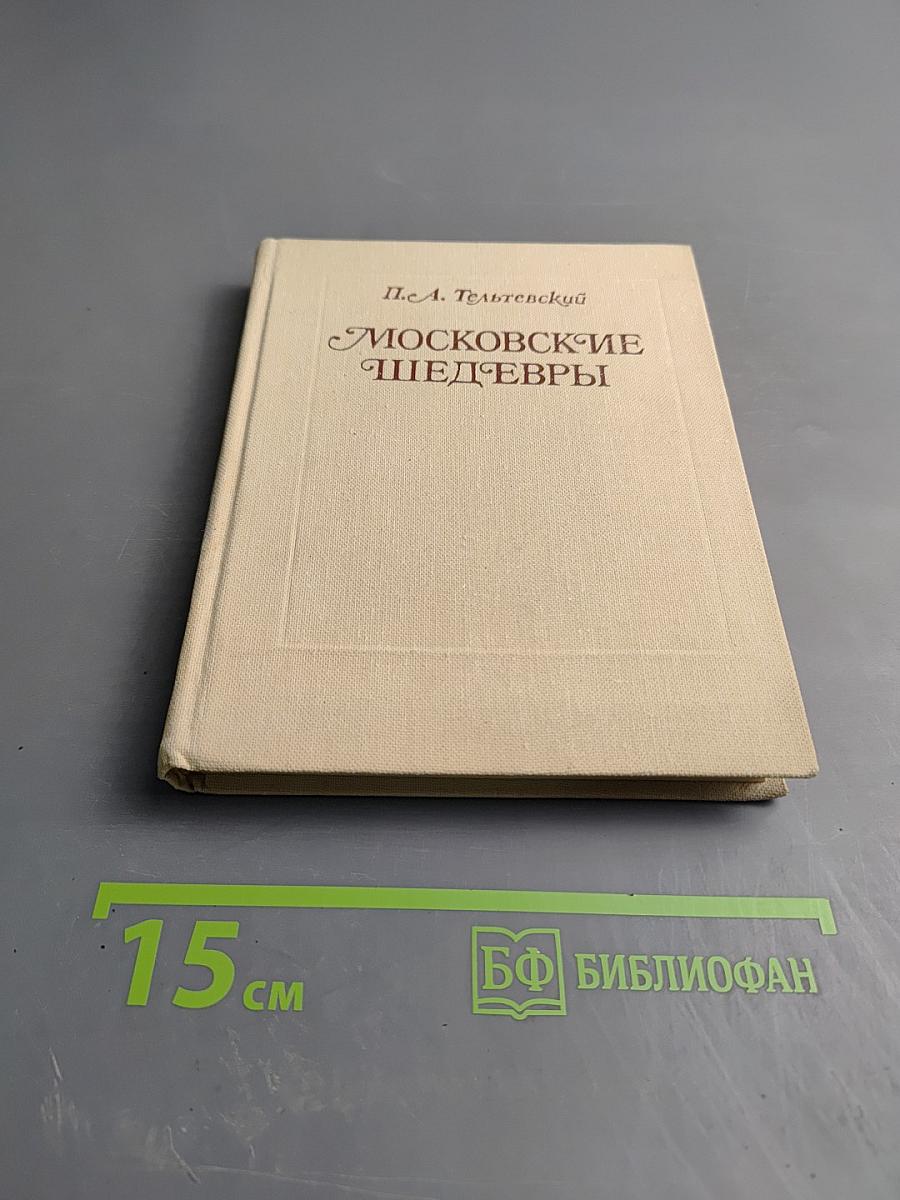 П. А. Тельтевский
МОСКОВСКИЕ
ШЕДЕВРЫ
15 см
БФ БИБЛИОФАН